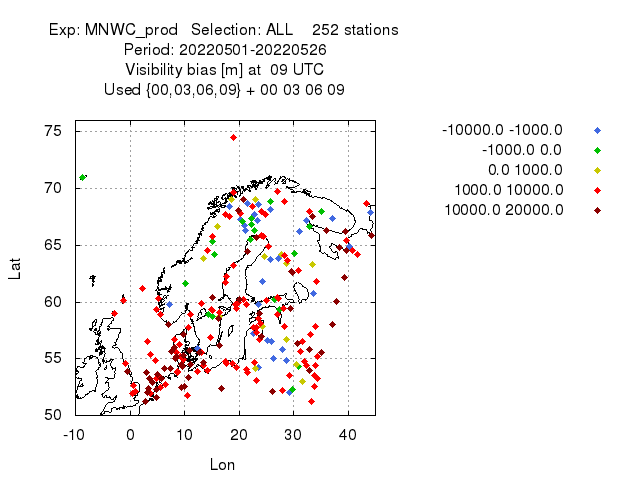 Exp: MNWC_prod   Selection: ALL    252 stations
Period: 20220501-20220526
Visibility bias [m] at  09 UTC
Used {00,03,06,09} + 00 03 06 09
-10000.0 -1000.0
-1000.0 0.0
0.0 1000.0
1000.0 10000.0
10000.0 20000.0
75
70
65
60
55
50
Lat
-10 0 10 20 30 40
Lon